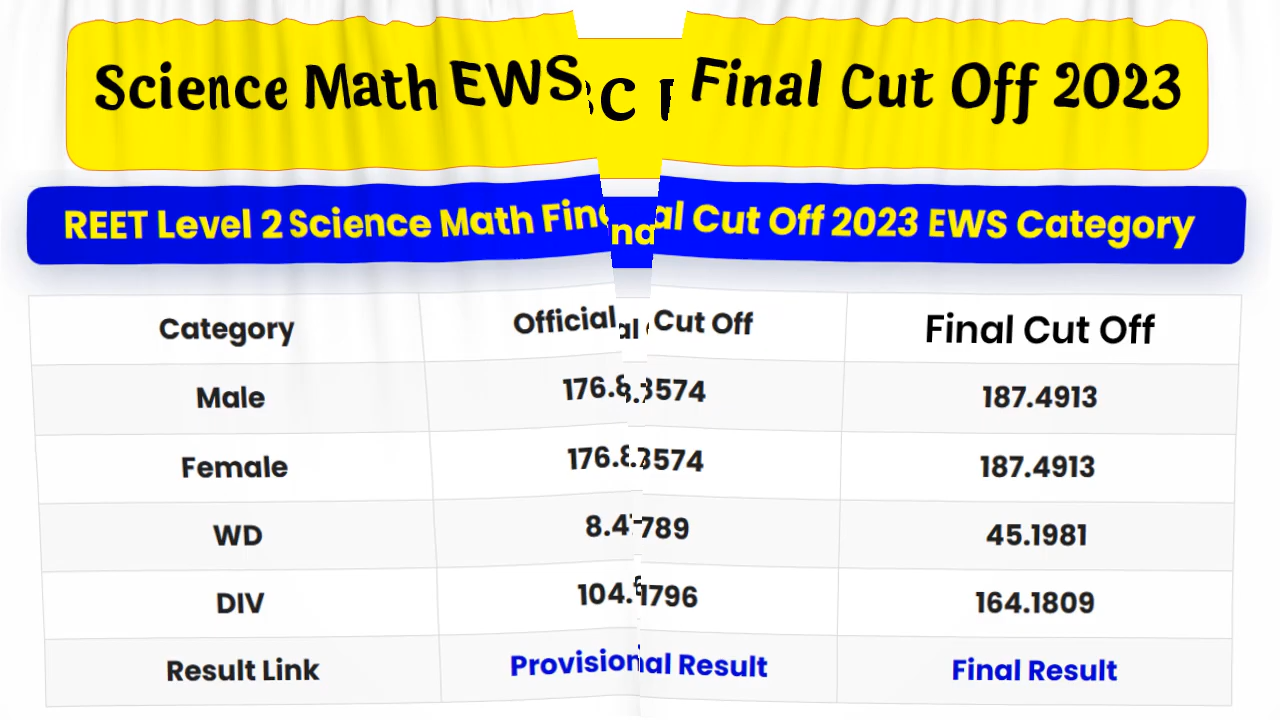 Science Math EWS Final Cut Off 2023
REET Level 2 Science Math Final Cut Off 2023 EWS Category
Category Official Cut Off Final Cut Off
Male 187.4913
Female 187.4913
WD 45.1981
DIV 164.1809
Result Link Provisional Result Final Result